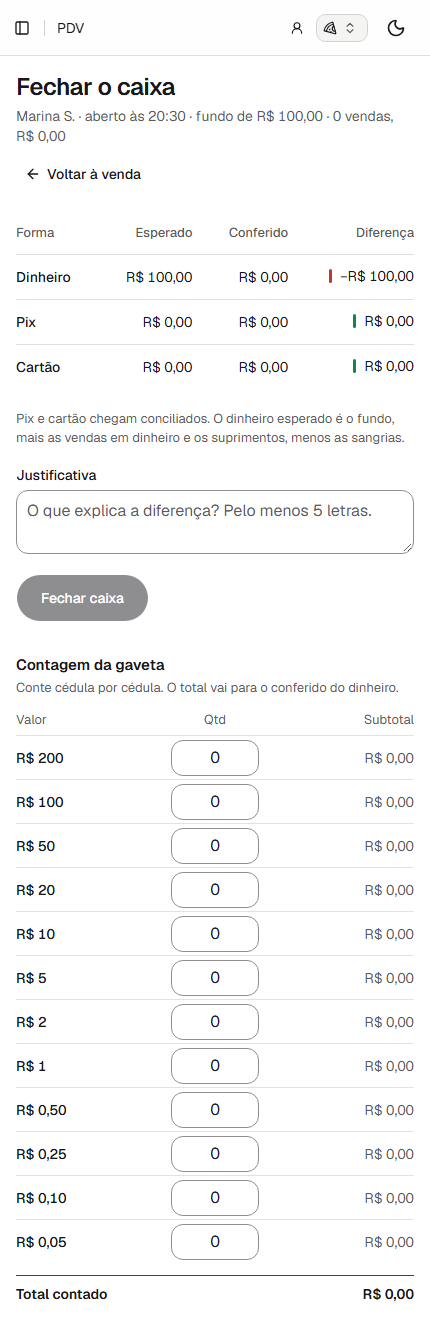 PDV
Fechar o caixa
Marina S. · aberto às 20:30 · fundo de R$ 100,00 · 0 vendas,
R$ 0,00
Voltar à venda
Forma Esperado Conferido Diferença
Dinheiro R$ 100,00 R$ 0,00 −R$ 100,00
Pix R$ 0,00 R$ 0,00 R$ 0,00
Cartão R$ 0,00 R$ 0,00 R$ 0,00
Pix e cartão chegam conciliados. O dinheiro esperado é o fundo,
mais as vendas em dinheiro e os suprimentos, menos as sangrias.
Justificativa
O que explica a diferença? Pelo menos 5 letras.
Fechar caixa
Contagem da gaveta
Conte cédula por cédula. O total vai para o conferido do dinheiro.
Valor Qtd Subtotal
R$ 200 0 R$ 0,00
R$ 100 0 R$ 0,00
R$ 50 0 R$ 0,00
R$ 20 0 R$ 0,00
R$ 10 0 R$ 0,00
R$ 5 0 R$ 0,00
R$ 2 0 R$ 0,00
R$ 1 0 R$ 0,00
R$ 0,50 0 R$ 0,00
R$ 0,25 0 R$ 0,00
R$ 0,10 0 R$ 0,00
R$ 0,05 0 R$ 0,00
Total contado R$ 0,00